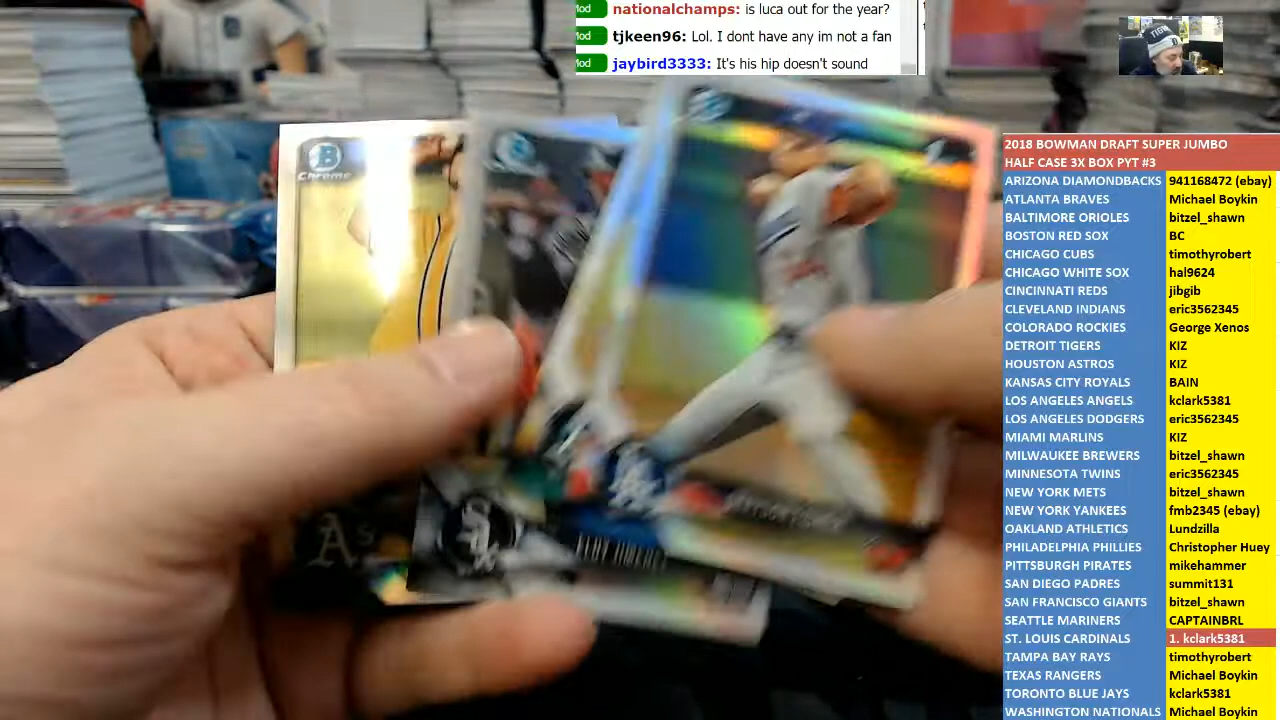 Mod nationalchamps: is luca out for the year?
Mod tjkeen96: Lol. I dont have any im not a fan
Mod jaybird3333: It's his hip doesn't sound
Chrome
A's
2018 BOWMAN DRAFT SUPER JUMBO
HALF CASE 3X BOX PYT #3
ARIZONA DIAMONDBACKS 941168472 (ebay)
ATLANTA BRAVES Michael Boykin
BALTIMORE ORIOLES bitzel_shawn
BOSTON RED SOX BC
CHICAGO CUBS timothyrobert
CHICAGO WHITE SOX hal9624
CINCINNATI REDS jibgib
CLEVELAND INDIANS eric3562345
COLORADO ROCKIES George Xenos
DETROIT TIGERS KIZ
HOUSTON ASTROS KIZ
KANSAS CITY ROYALS BAIN
LOS ANGELES ANGELS kclark5381
LOS ANGELES DODGERS eric3562345
MIAMI MARLINS KIZ
MILWAUKEE BREWERS bitzel_shawn
MINNESOTA TWINS eric3562345
NEW YORK METS bitzel_shawn
NEW YORK YANKEES fmb2345 (ebay)
OAKLAND ATHLETICS Lundzilla
PHILADELPHIA PHILLIES Christopher Huey
PITTSBURGH PIRATES mikehammer
SAN DIEGO PADRES summit131
SAN FRANCISCO GIANTS bitzel_shawn
SEATTLE MARINERS CAPTAINBRL
ST. LOUIS CARDINALS 1. kclark5381
TAMPA BAY RAYS timothyrobert
TEXAS RANGERS Michael Boykin
TORONTO BLUE JAYS kclark5381
WASHINGTON NATIONALS Michael Boykin